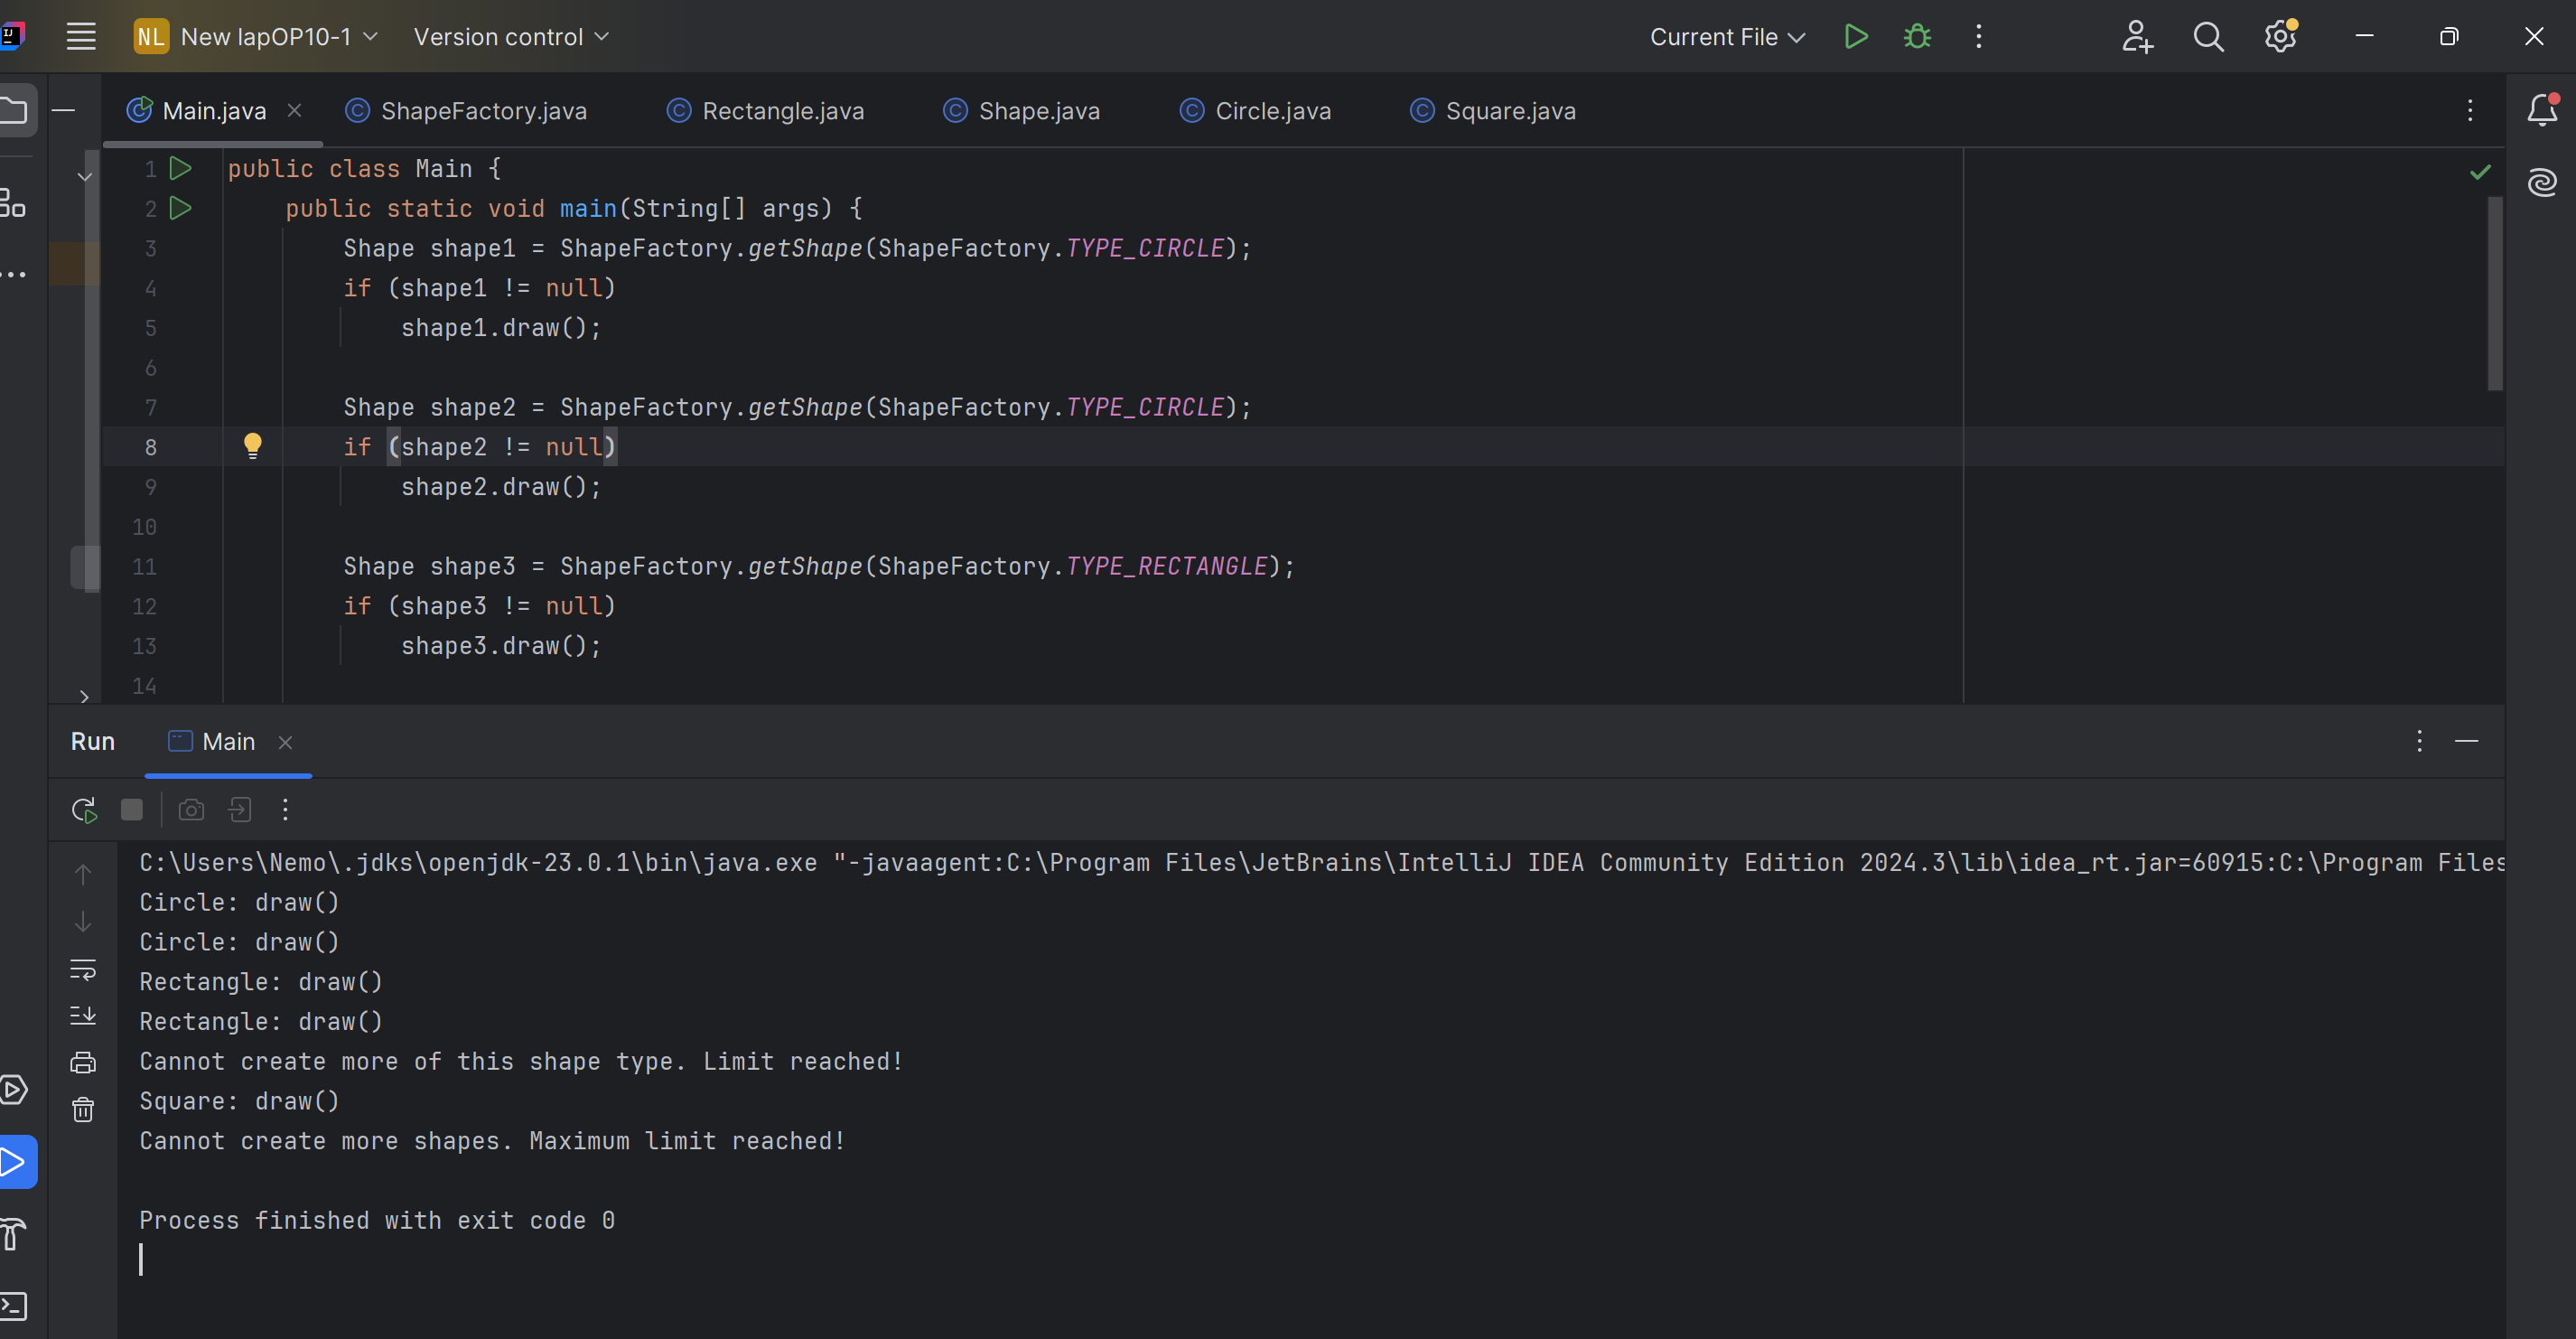 NL New lapOP10-1 Version control Current File
Main.java ShapeFactory.java Rectangle.java Shape.java Circle.java Square.java
1 public class Main {
2 public static void main(String[] args) {
3 Shape shape1 = ShapeFactory.getShape(ShapeFactory.TYPE_CIRCLE);
4 if (shape1 != null)
5 shape1.draw();
6
7 Shape shape2 = ShapeFactory.getShape(ShapeFactory.TYPE_CIRCLE);
8 if (shape2 != null)
9 shape2.draw();
10
11 Shape shape3 = ShapeFactory.getShape(ShapeFactory.TYPE_RECTANGLE);
12 if (shape3 != null)
13 shape3.draw();
14
Run Main
C:\Users\Nemo\.jdks\openjdk-23.0.1\bin\java.exe "-javaagent:C:\Program Files\JetBrains\IntelliJ IDEA Community Edition 2024.3\lib\idea_rt.jar=60915:C:\Program Files
Circle: draw()
Circle: draw()
Rectangle: draw()
Rectangle: draw()
Cannot create more of this shape type. Limit reached!
Square: draw()
Cannot create more shapes. Maximum limit reached!
Process finished with exit code 0